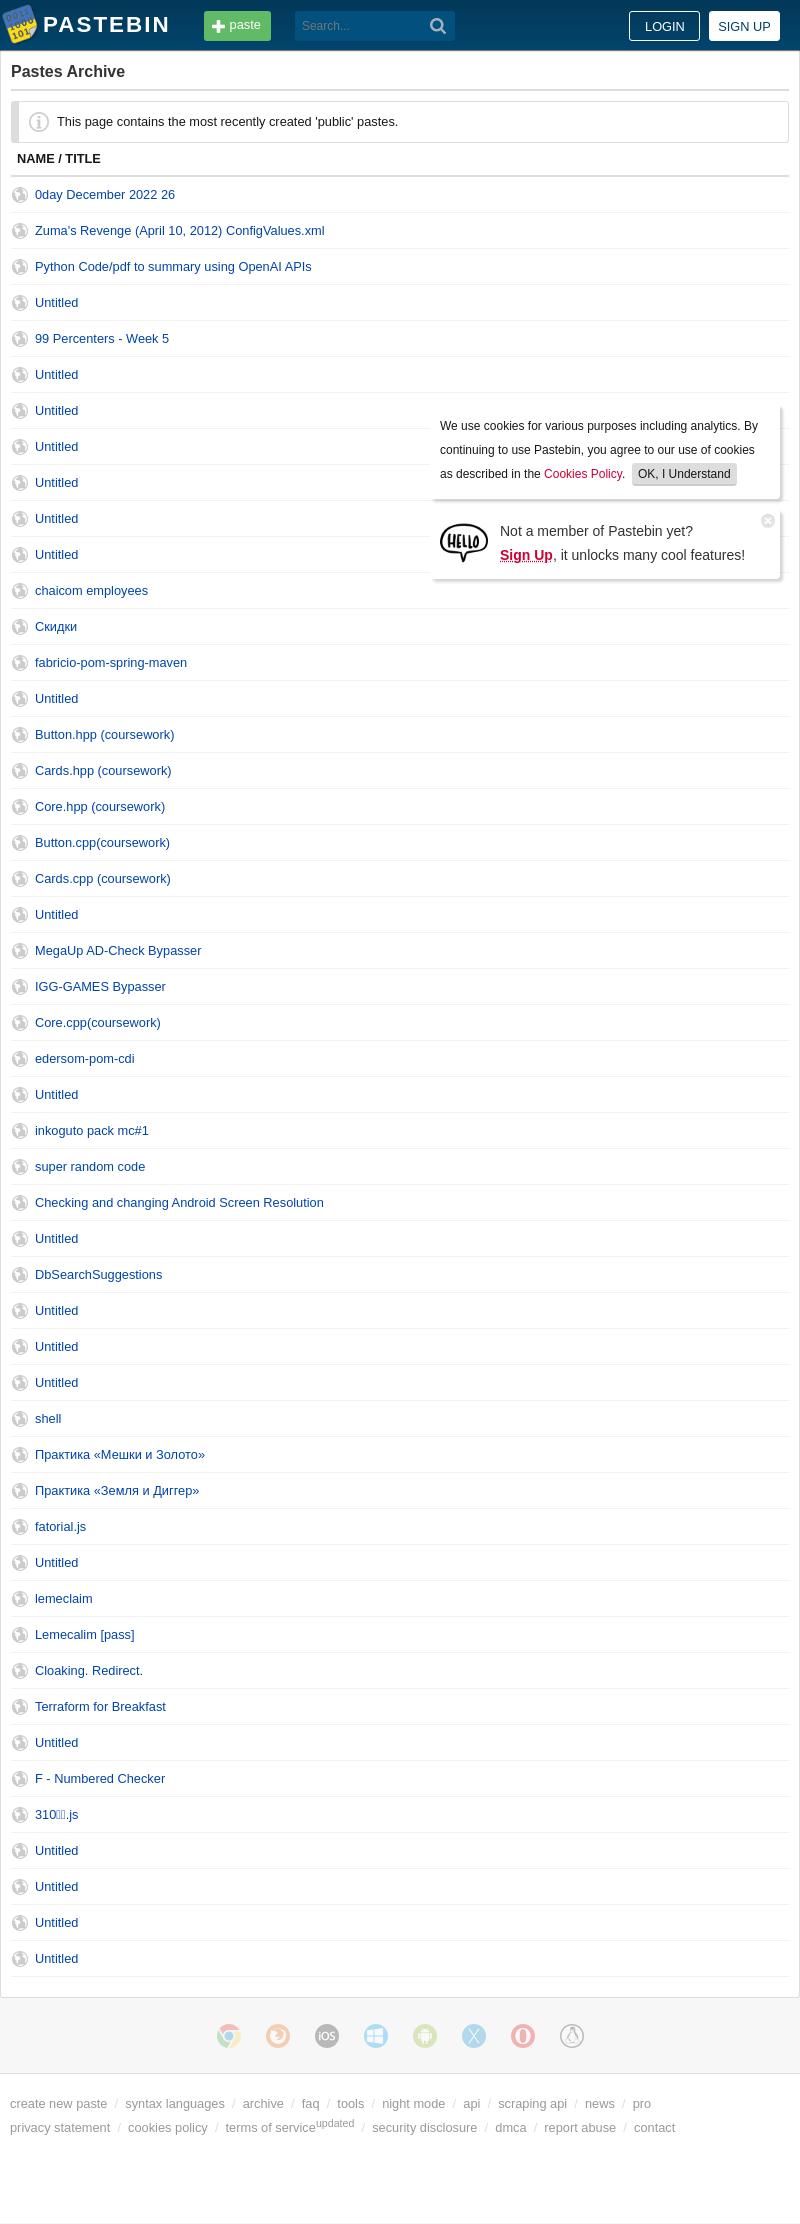 PASTEBIN paste Search... LOGIN SIGN UP
Pastes Archive
This page contains the most recently created 'public' pastes.
NAME / TITLE
0day December 2022 26
Zuma's Revenge (April 10, 2012) ConfigValues.xml
Python Code/pdf to summary using OpenAI APIs
Untitled
99 Percenters - Week 5
Untitled
Untitled
Untitled
Untitled
Untitled
Untitled
We use cookies for various purposes including analytics. By
continuing to use Pastebin, you agree to our use of cookies
as described in the Cookies Policy. OK, I Understand
HELLO
Not a member of Pastebin yet?
Sign Up, it unlocks many cool features!
chaicom employees
Скидки
fabricio-pom-spring-maven
Untitled
Button.hpp (coursework)
Cards.hpp (coursework)
Core.hpp (coursework)
Button.cpp(coursework)
Cards.cpp (coursework)
Untitled
MegaUp AD-Check Bypasser
IGG-GAMES Bypasser
Core.cpp(coursework)
edersom-pom-cdi
Untitled
inkoguto pack mc#1
super random code
Checking and changing Android Screen Resolution
Untitled
DbSearchSuggestions
Untitled
Untitled
Untitled
shell
Практика «Мешки и Золото»
Практика «Земля и Диггер»
fatorial.js
Untitled
lemeclaim
Lemecalim [pass]
Cloaking. Redirect.
Terraform for Breakfast
Untitled
F - Numbered Checker
310.js
Untitled
Untitled
Untitled
Untitled
iOS
create new paste / syntax languages / archive / faq / tools / night mode / api / scraping api / news / pro
privacy statement / cookies policy / terms of service updated / security disclosure / dmca / report abuse / contact